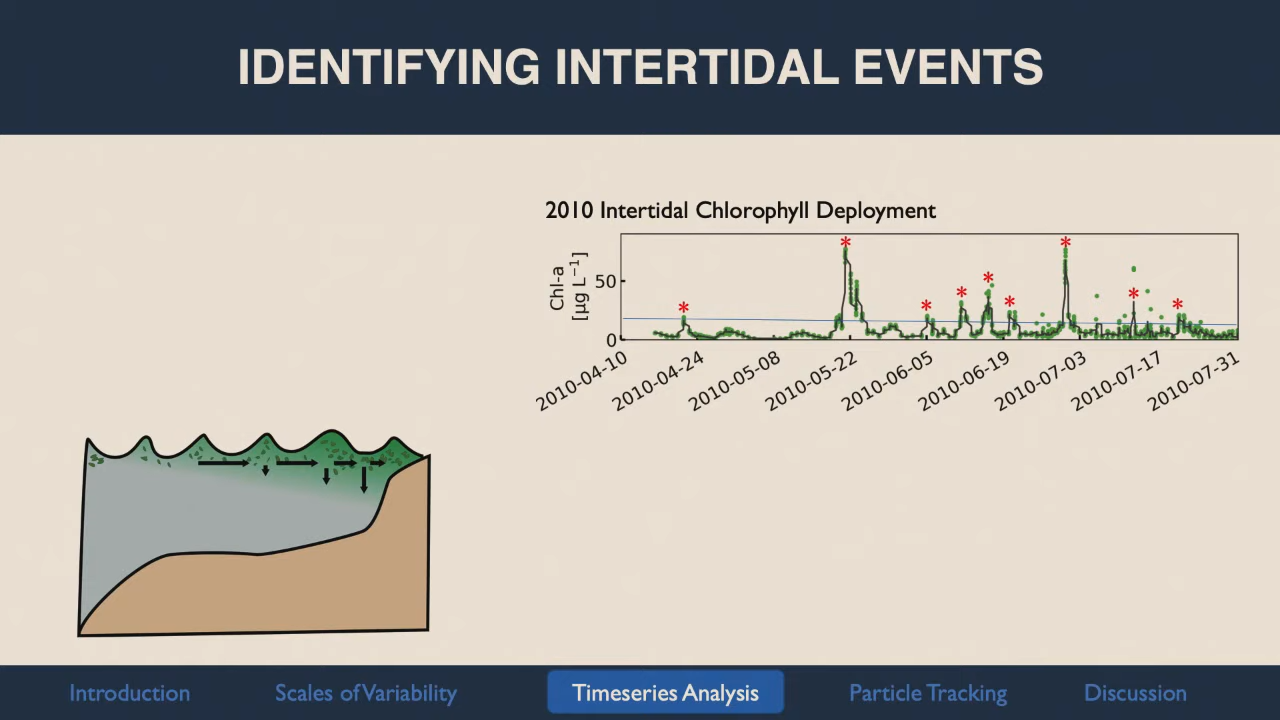 IDENTIFYING INTERTIDAL EVENTS
2010 Intertidal Chlorophyll Deployment
Chl-a
[µg L⁻¹]
50
0
2010-04-10 2010-04-24 2010-05-08 2010-05-22 2010-06-05 2010-06-19 2010-07-03 2010-07-17 2010-07-31
Introduction Scales of Variability Timeseries Analysis Particle Tracking Discussion